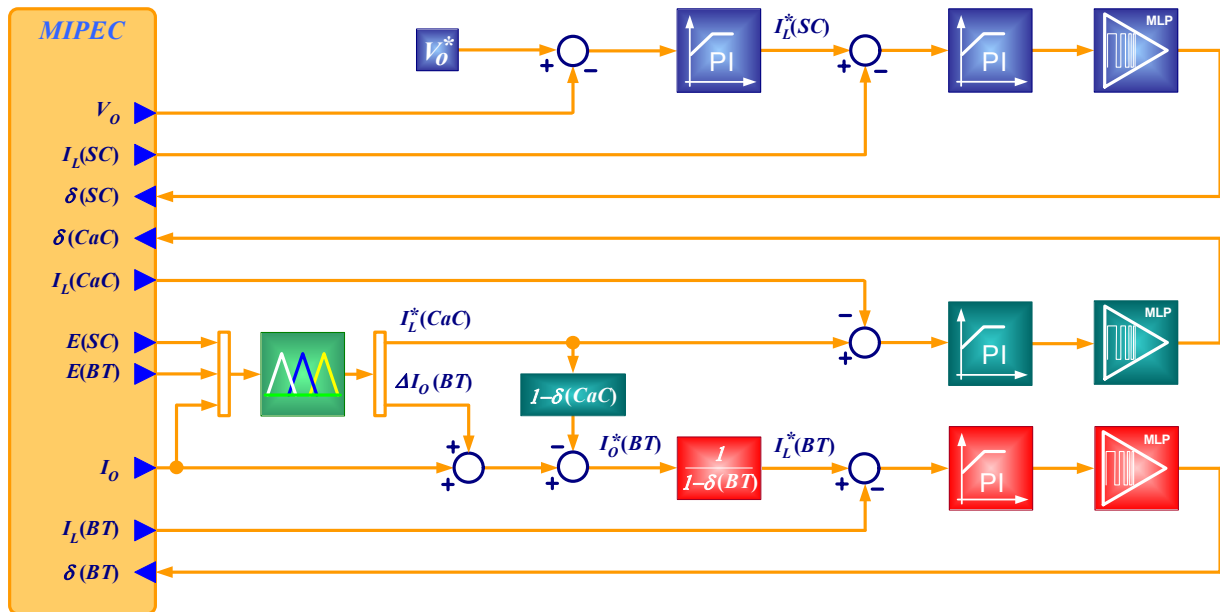 MIPEC
V_O^*
+
−
PI
I_L^*(SC)
+
−
PI
MLP
V_O
I_L(SC)
δ(SC)
δ(CaC)
I_L(CaC)
−
+
PI
MLP
E(SC)
E(BT)
I_L^*(CaC)
ΔI_O(BT)
1−δ(CaC)
I_O
+
+
−
+
I_O^*(BT)
1
1−δ(BT)
I_L^*(BT)
+
−
PI
MLP
I_L(BT)
δ(BT)